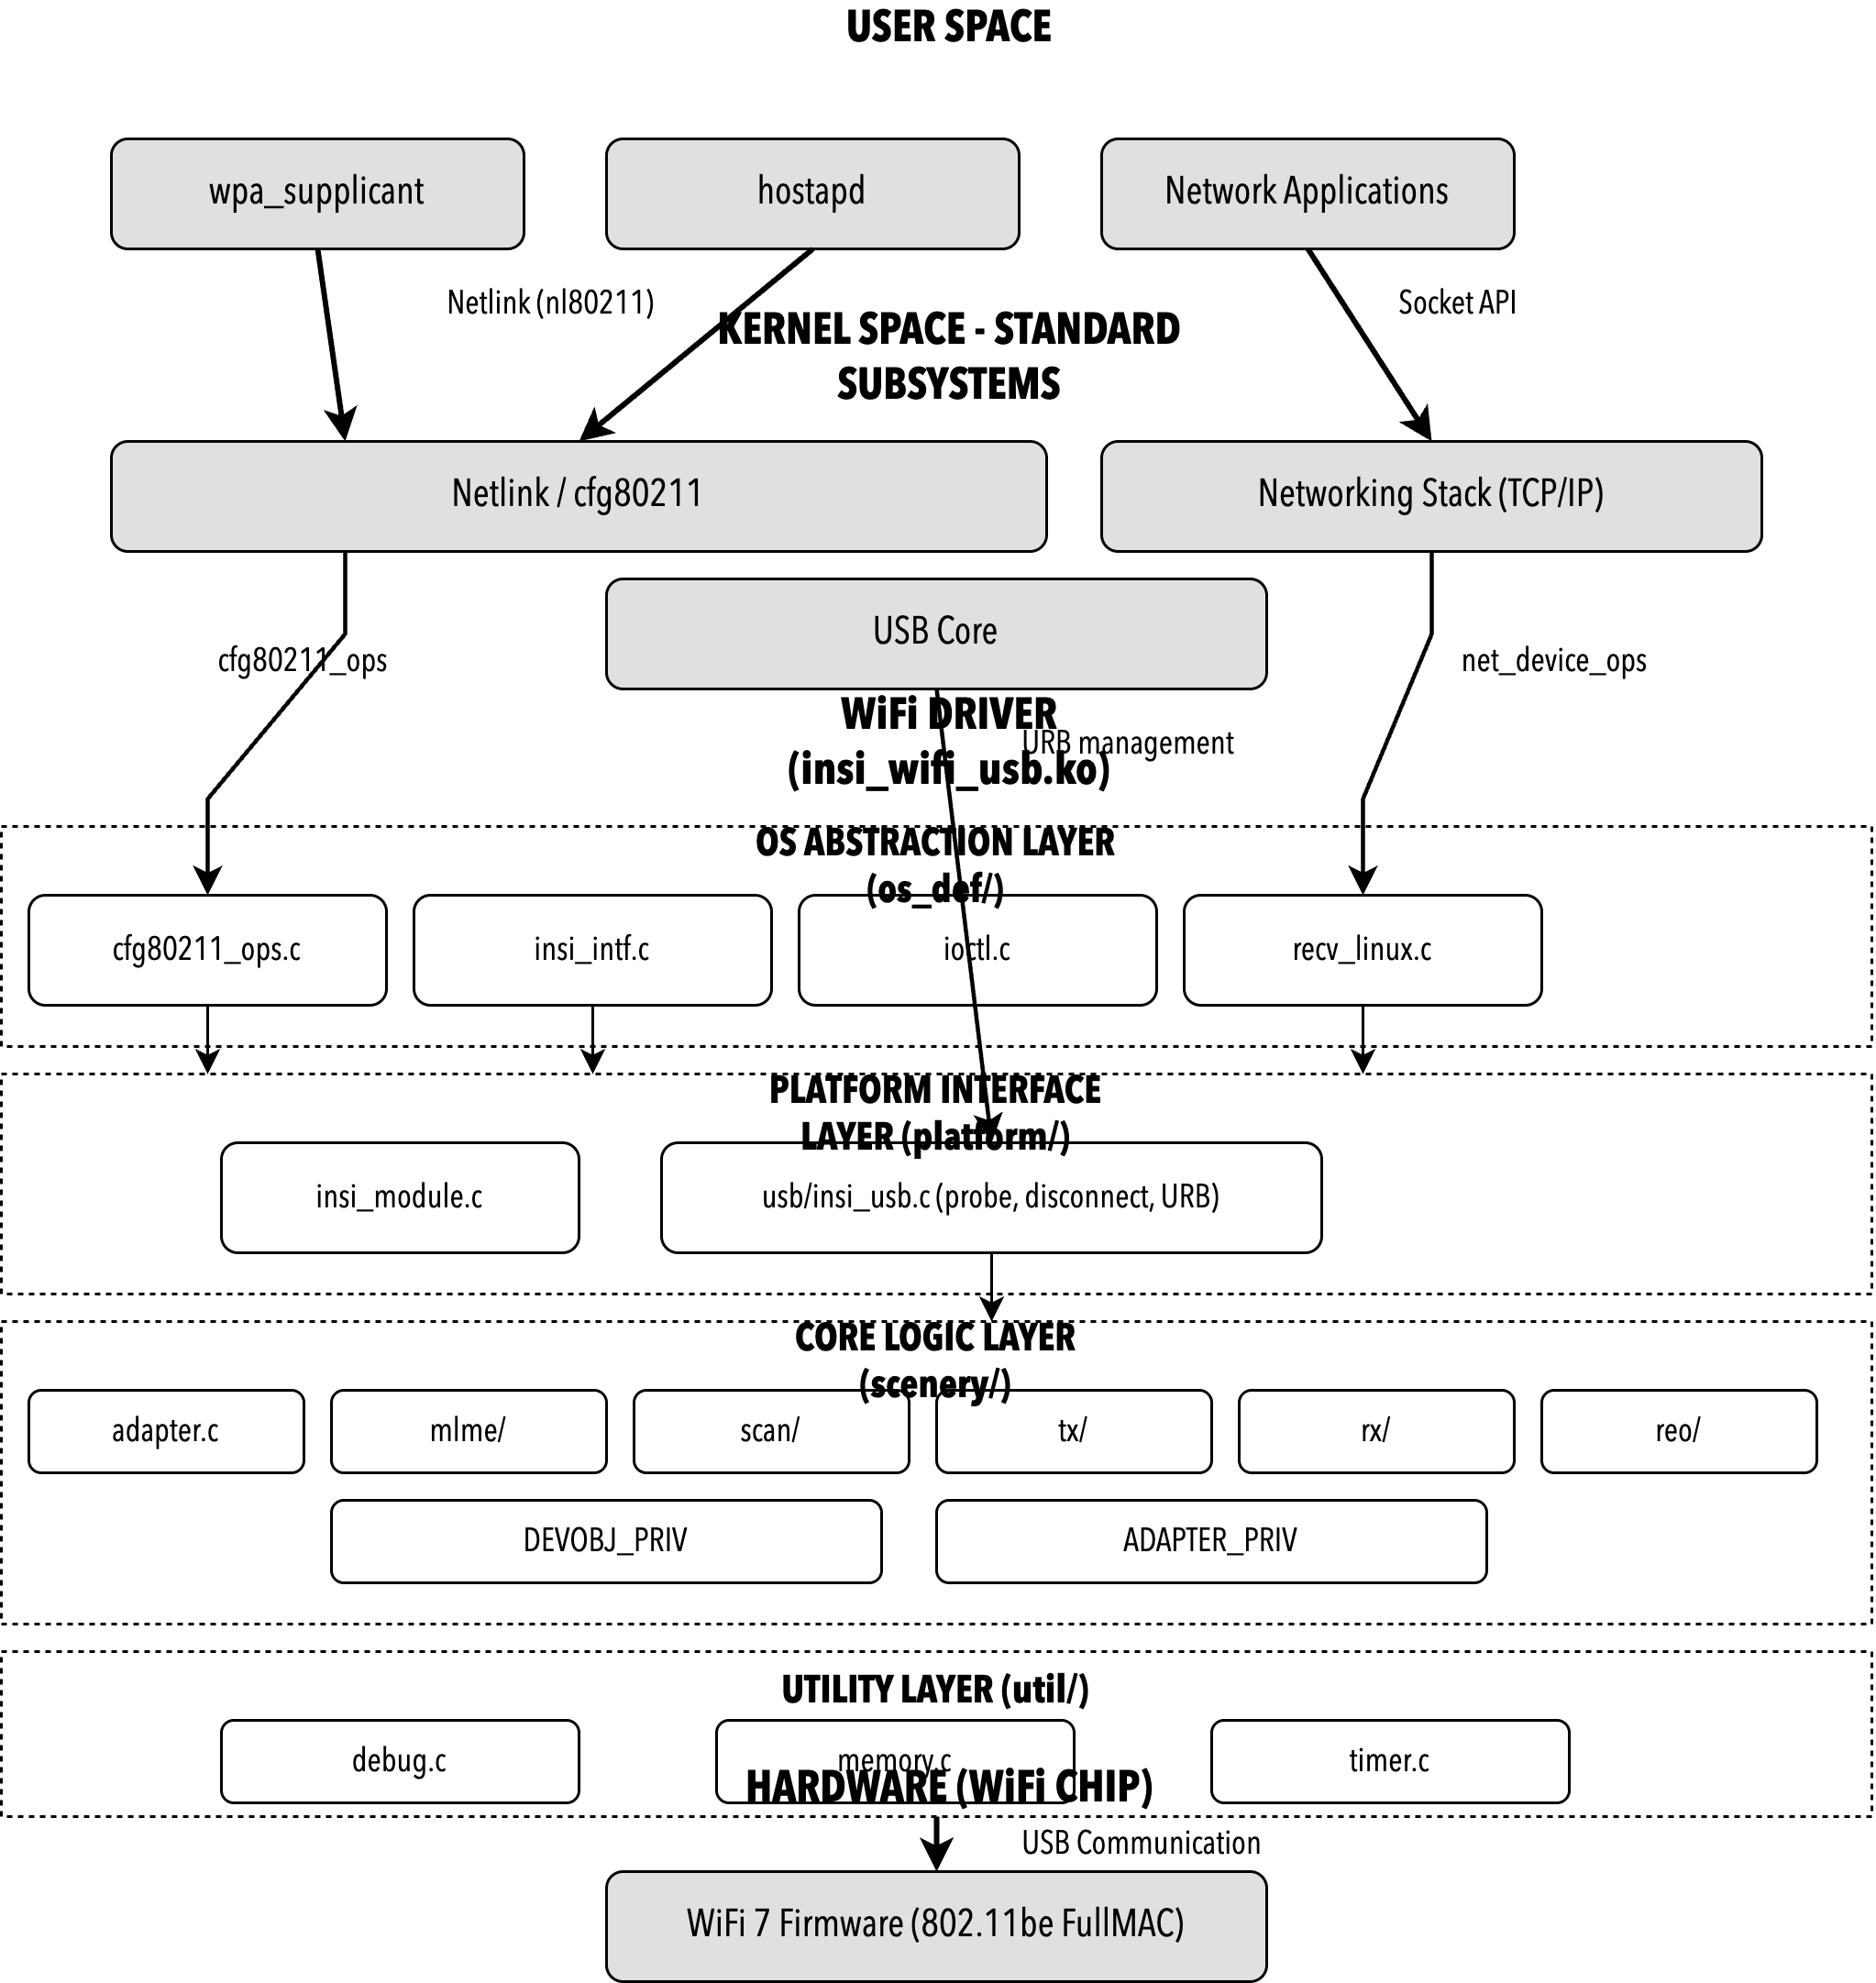 USER SPACE
wpa_supplicant
hostapd
Network Applications
Netlink (nl80211)
Socket API
KERNEL SPACE - STANDARD
SUBSYSTEMS
Netlink / cfg80211
Networking Stack (TCP/IP)
USB Core
cfg80211_ops
net_device_ops
WiFi DRIVER
(insi_wifi_usb.ko)
URB management
OS ABSTRACTION LAYER
(os_def/)
cfg80211_ops.c
insi_intf.c
ioctl.c
recv_linux.c
PLATFORM INTERFACE
LAYER (platform/)
insi_module.c
usb/insi_usb.c (probe, disconnect, URB)
CORE LOGIC LAYER
(scenery/)
adapter.c
mlme/
scan/
tx/
rx/
reo/
DEVOBJ_PRIV
ADAPTER_PRIV
UTILITY LAYER (util/)
debug.c
memory.c
timer.c
HARDWARE (WiFi CHIP)
USB Communication
WiFi 7 Firmware (802.11be FullMAC)